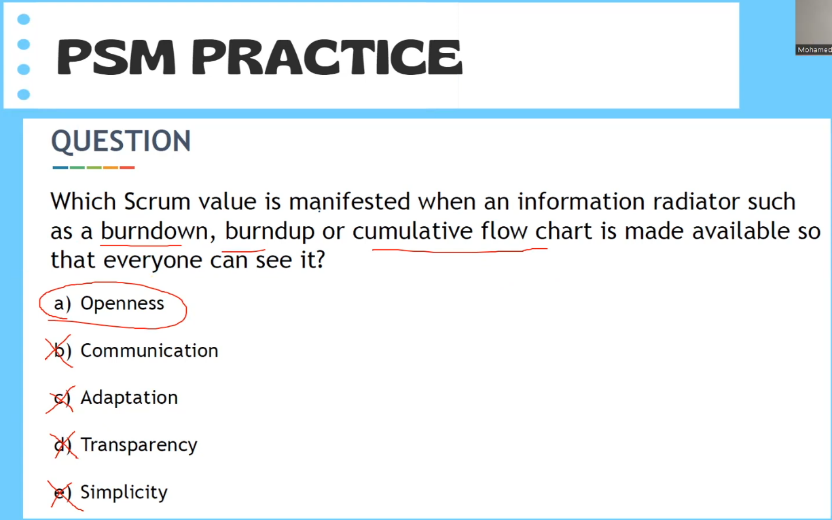 PSM PRACTICE
Mohamed
QUESTION
Which Scrum value is manifested when an information radiator such
as a burndown, burndup or cumulative flow chart is made available so
that everyone can see it?
a) Openness
b) Communication
c) Adaptation
d) Transparency
e) Simplicity